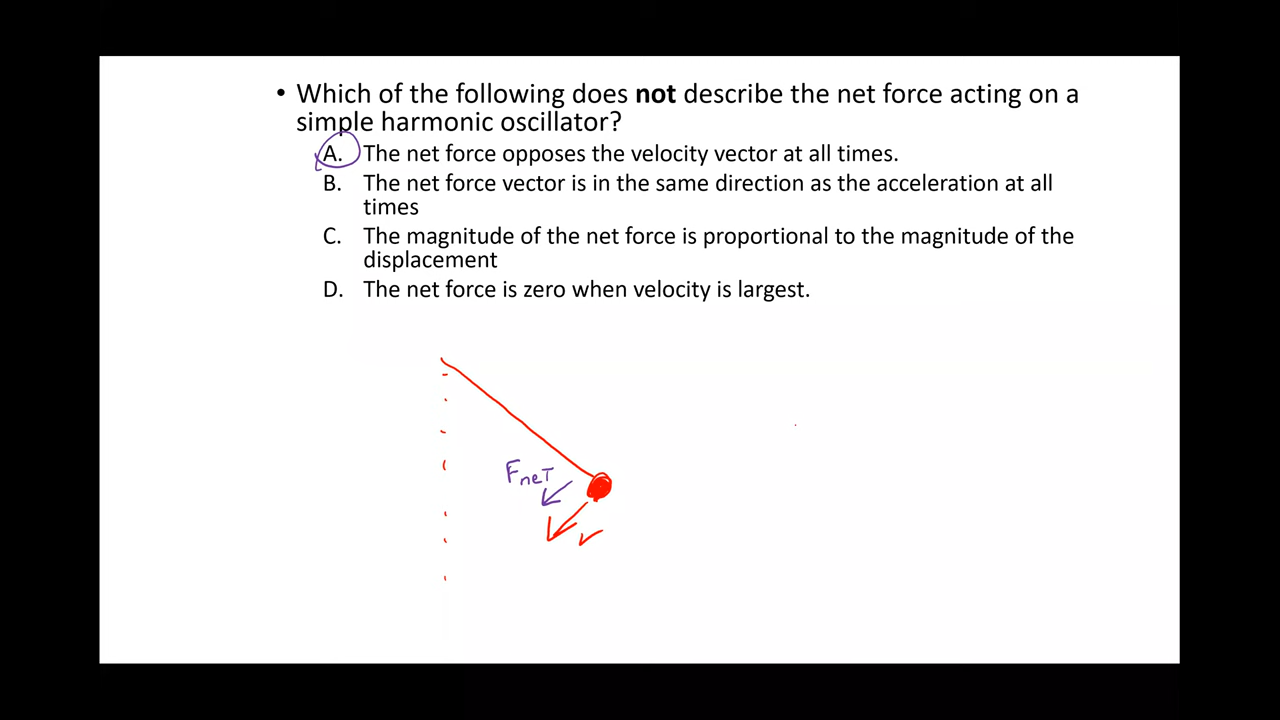 • Which of the following does not describe the net force acting on a
simple harmonic oscillator?
A. The net force opposes the velocity vector at all times.
B. The net force vector is in the same direction as the acceleration at all
times
C. The magnitude of the net force is proportional to the magnitude of the
displacement
D. The net force is zero when velocity is largest.
FneT
v